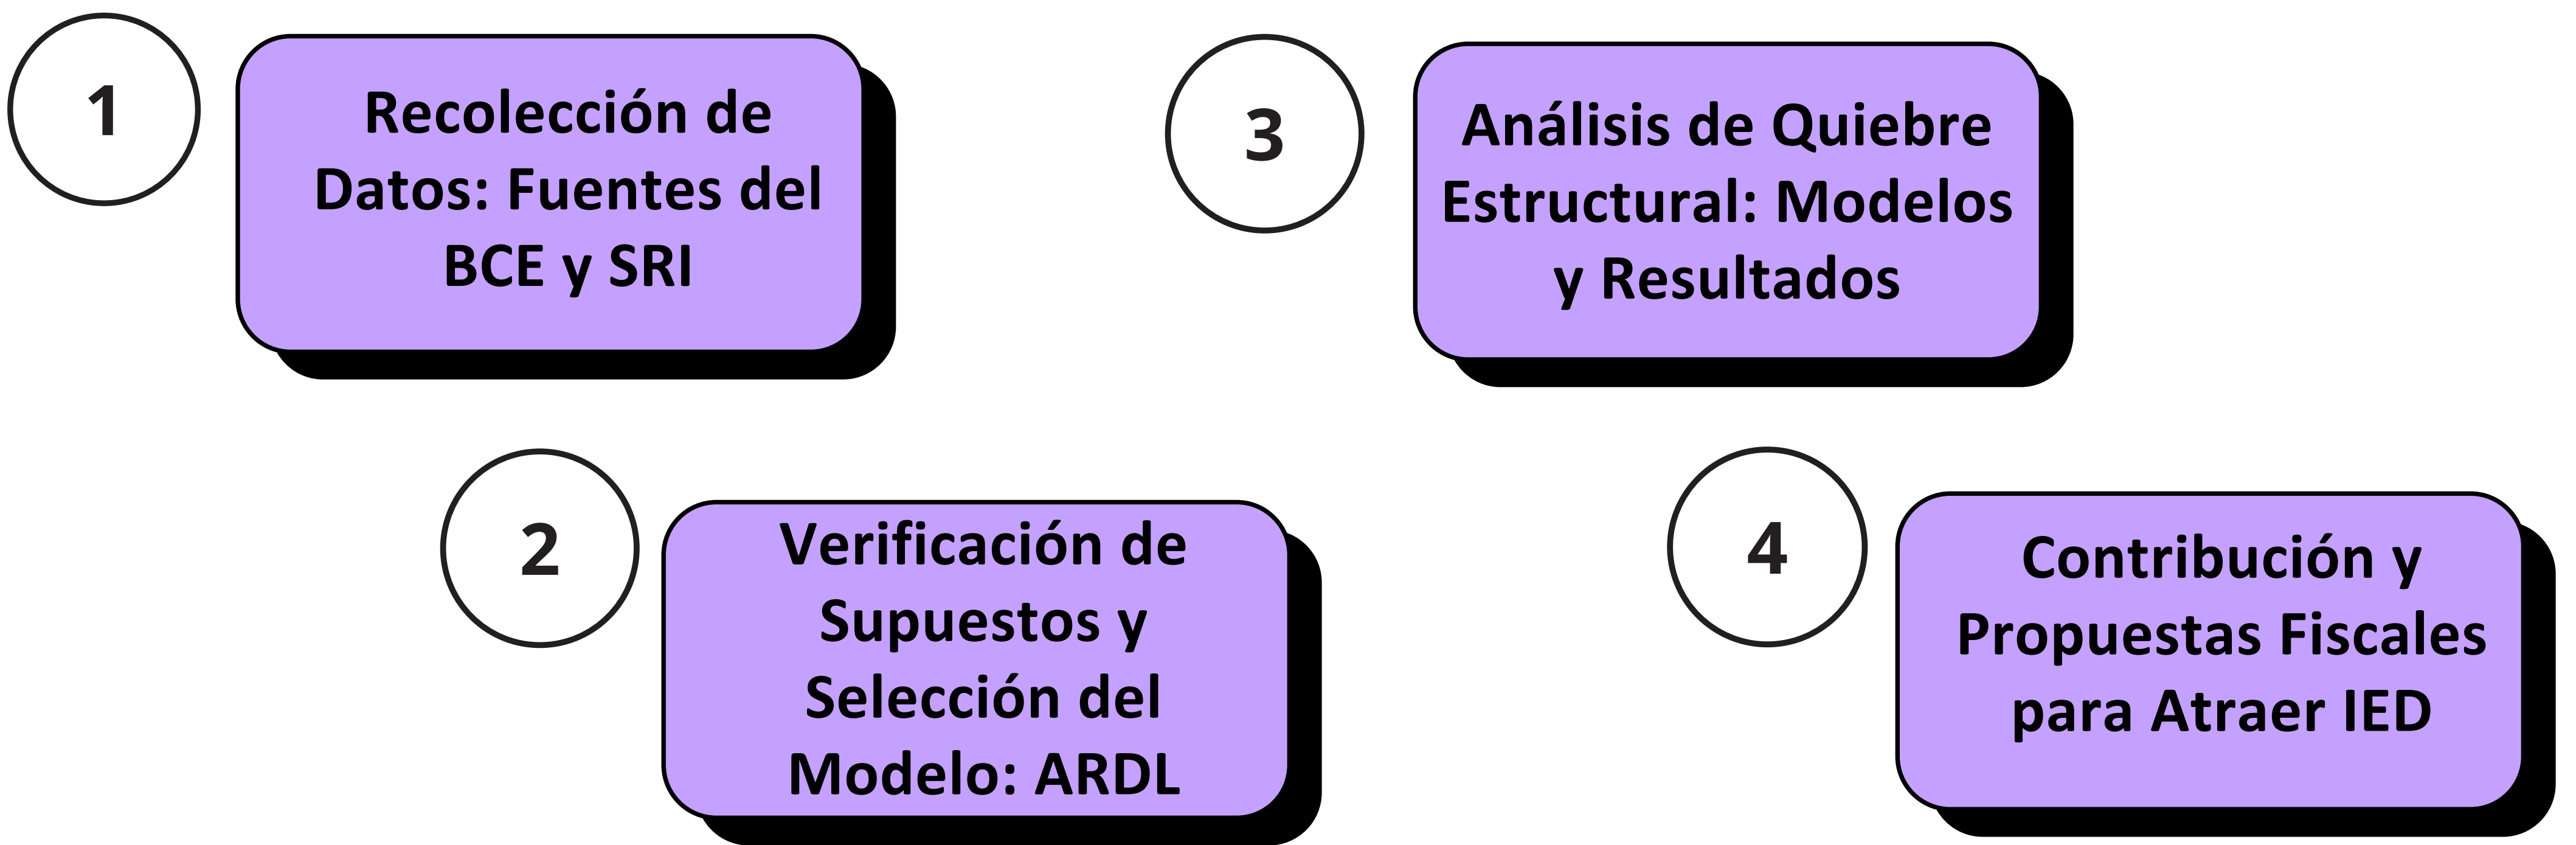 1
Recolección de
Datos: Fuentes del
BCE y SRI
2
Verificación de
Supuestos y
Selección del
Modelo: ARDL
3
Análisis de Quiebre
Estructural: Modelos
y Resultados
4
Contribución y
Propuestas Fiscales
para Atraer IED